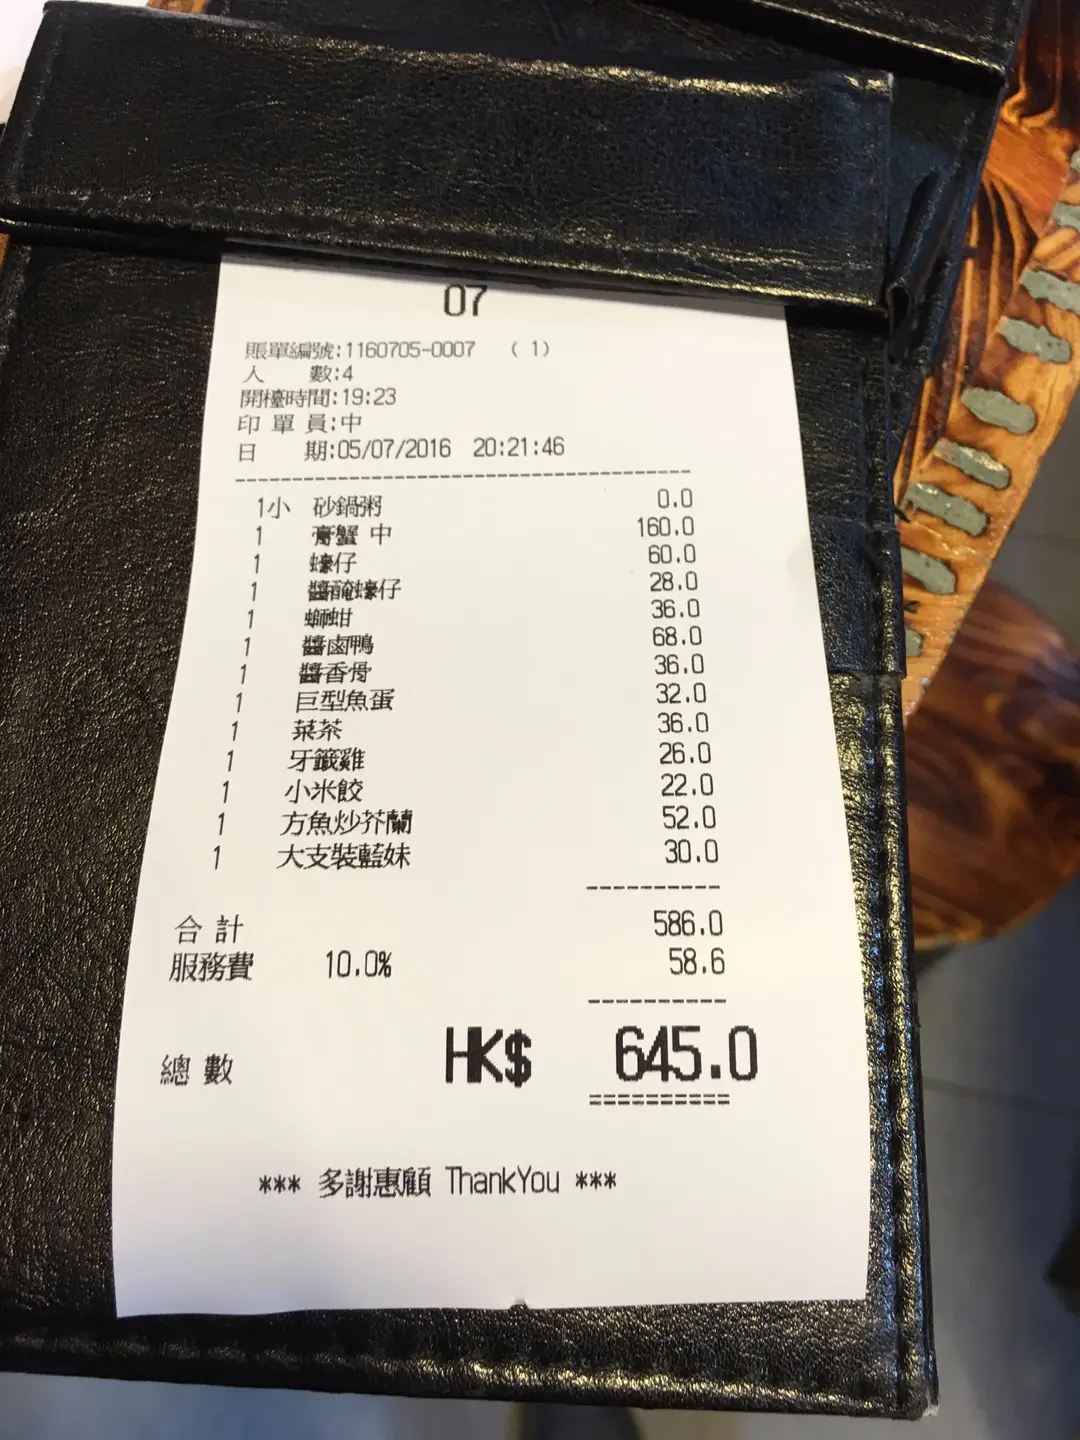 07
賬單編號:1160705-0007 ( 1)
人 數:4
開檯時間:19:23
印 單 員:中
日 期:05/07/2016 20:21:46
1小 砂鍋粥 0.0
1 膏蟹 中 160.0
1 蠔仔 60.0
1 醬醃蠔仔 28.0
1 螄蚶 36.0
1 醬鹵鴨 68.0
1 醬香骨 36.0
1 巨型魚蛋 32.0
1 菜茶 36.0
1 牙籤雞 26.0
1 小米餃 22.0
1 方魚炒芥蘭 52.0
1 大支裝藍妹 30.0
合 計 586.0
服務費 10.0% 58.6
總 數 HK$ 645.0
*** 多謝惠顧 ThankYou ***